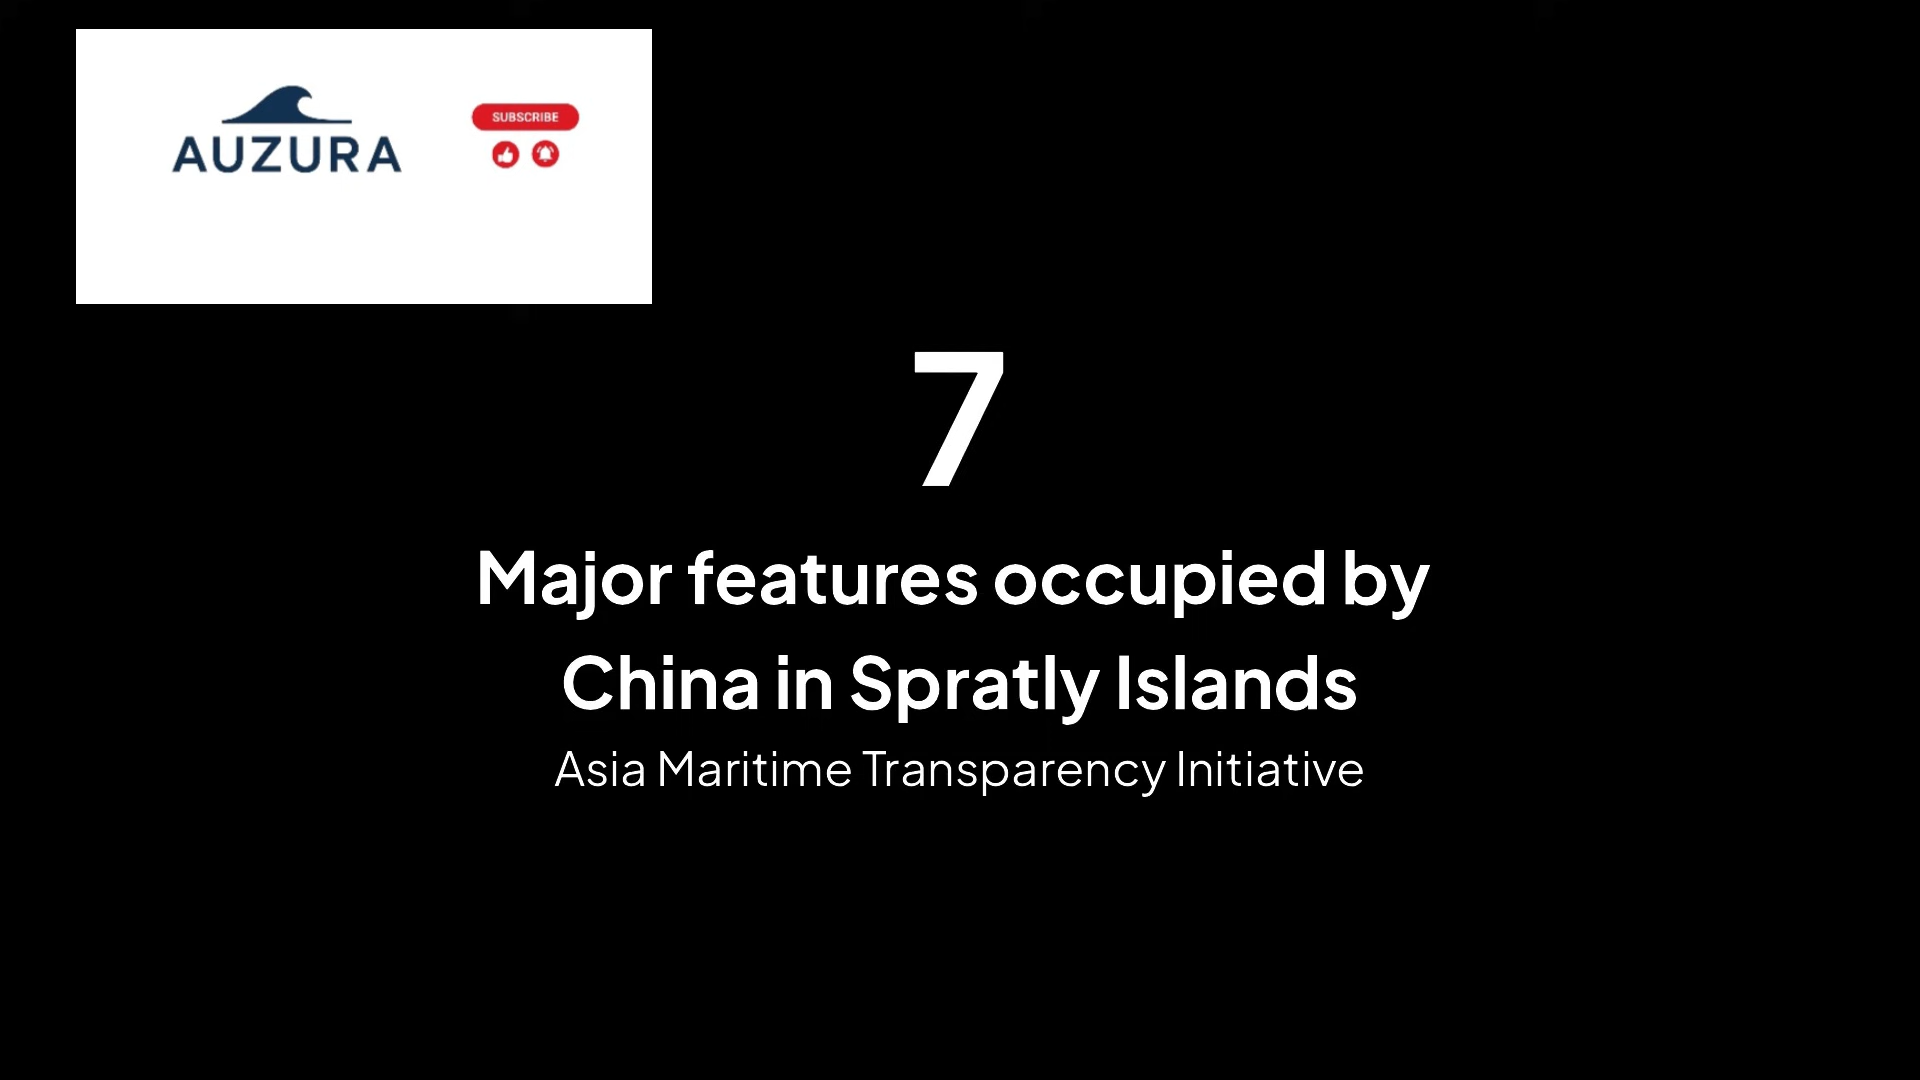 AUZURA
SUBSCRIBE
7
Major features occupied by
China in Spratly Islands
Asia Maritime Transparency Initiative